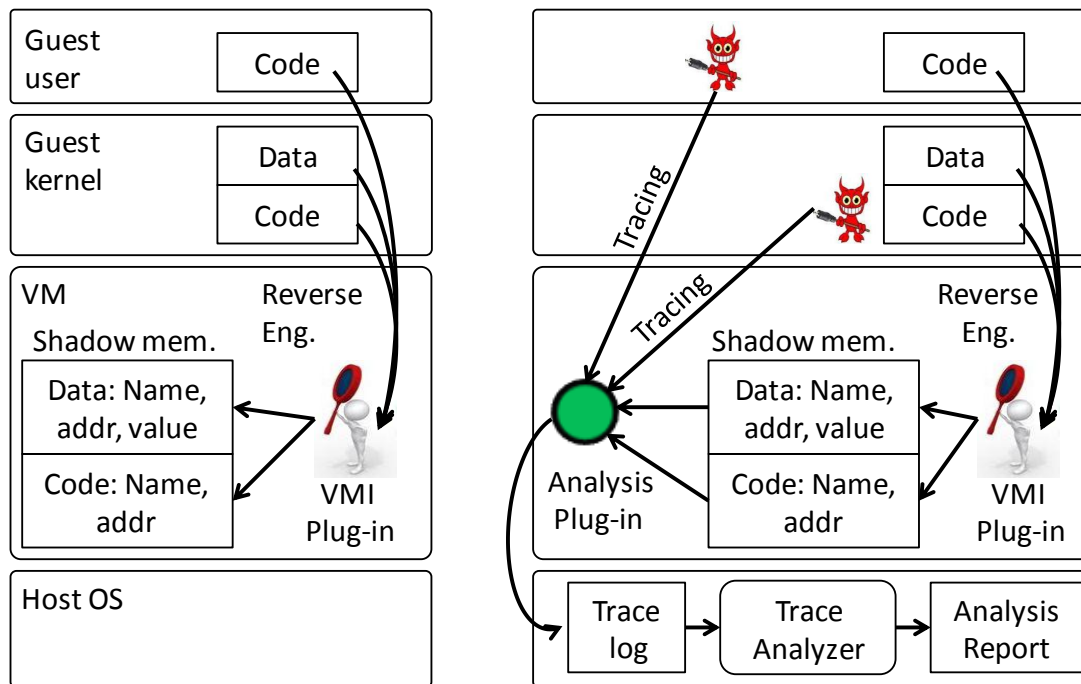 Guest
user
Code
Guest
kernel
Data
Code
VM
Reverse
Eng.
Shadow mem.
Data: Name,
addr, value
Code: Name,
addr
VMI
Plug-in
Host OS
Code
Data
Code
Tracing
Tracing
Reverse
Eng.
Shadow mem.
Data: Name,
addr, value
Code: Name,
addr
Analysis
Plug-in
VMI
Plug-in
Trace
log
Trace
Analyzer
Analysis
Report